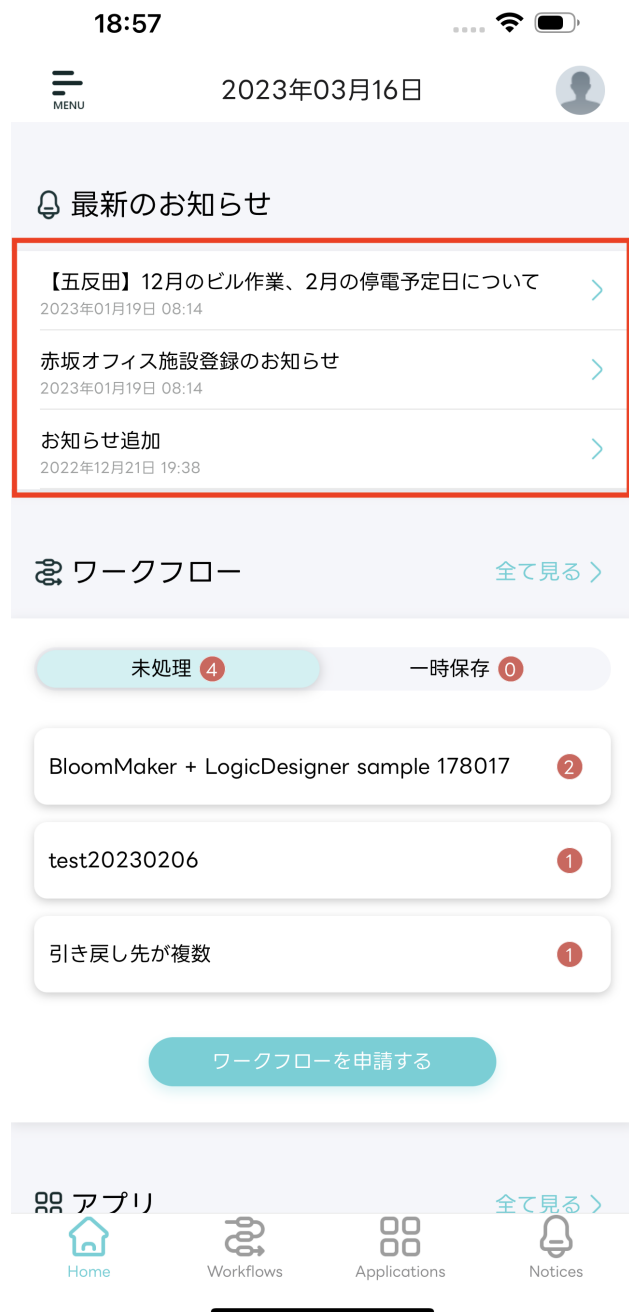 18:57
MENU
2023年03月16日
最新のお知らせ
【五反田】12月のビル作業、2月の停電予定日について
2023年01月19日 08:14
赤坂オフィス施設登録のお知らせ
2023年01月19日 08:14
お知らせ追加
2022年12月21日 19:38
ワークフロー 全て見る
未処理 4 一時保存 0
BloomMaker + LogicDesigner sample 178017 2
test20230206 1
引き戻し先が複数 1
ワークフローを申請する
アプリ 全て見る
Home Workflows Applications Notices